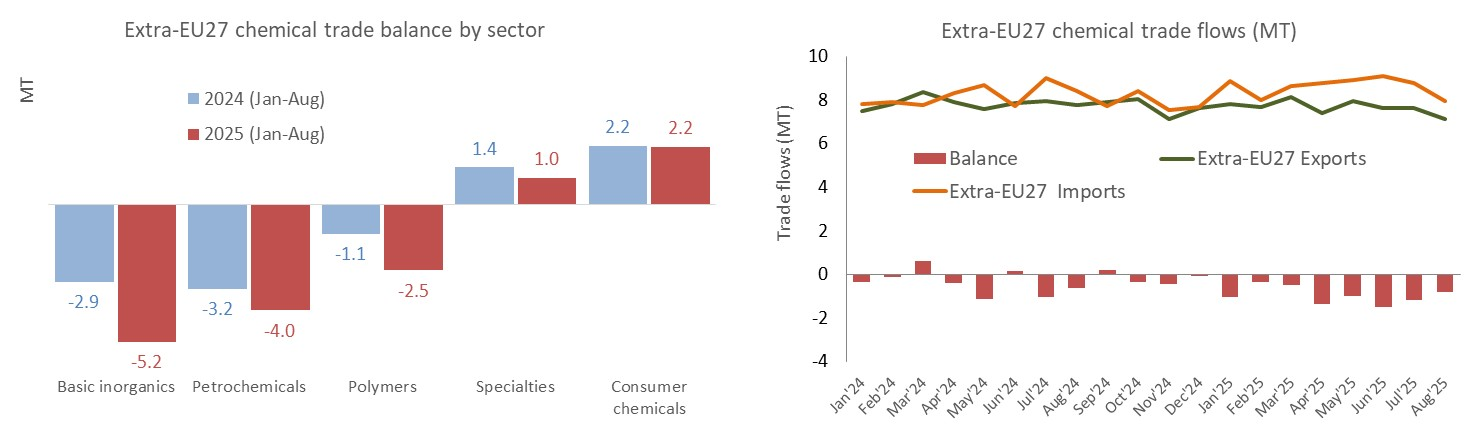 Extra-EU27 chemical trade balance by sector
MT
2024 (Jan-Aug)
2025 (Jan-Aug)
2.2
2.2
1.4
1.0
-1.1
-2.5
-2.9
-3.2
-4.0
-5.2
Basic inorganics
Petrochemicals
Polymers
Specialties
Consumer
chemicals
Extra-EU27 chemical trade flows (MT)
Trade flows (MT)
10
8
6
4
2
0
-2
-4
Balance
Extra-EU27 Exports
Extra-EU27 Imports
Jan'24
Feb'24
Mar'24
Apr'24
May'24
Jun'24
Jul'24
Aug'24
Sep'24
Oct'24
Nov'24
Dec'24
Jan'25
Feb'25
Mar'25
Apr'25
May'25
Jun'25
Jul'25
Aug'25